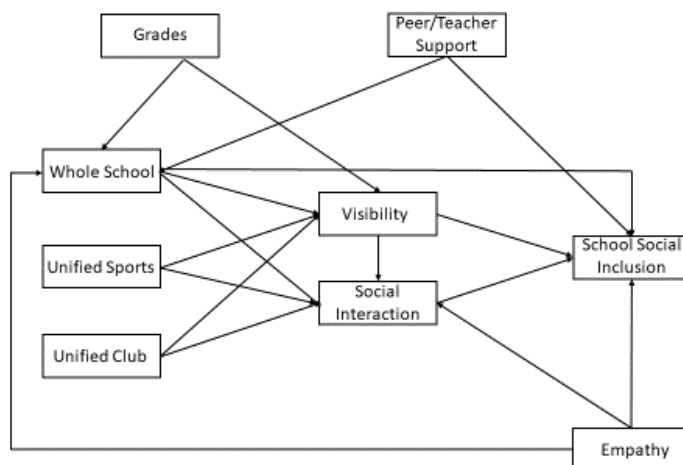 Grades
Peer/Teacher
Support
Whole School
Visibility
Unified Sports
School Social
Inclusion
Social
Interaction
Unified Club
Empathy